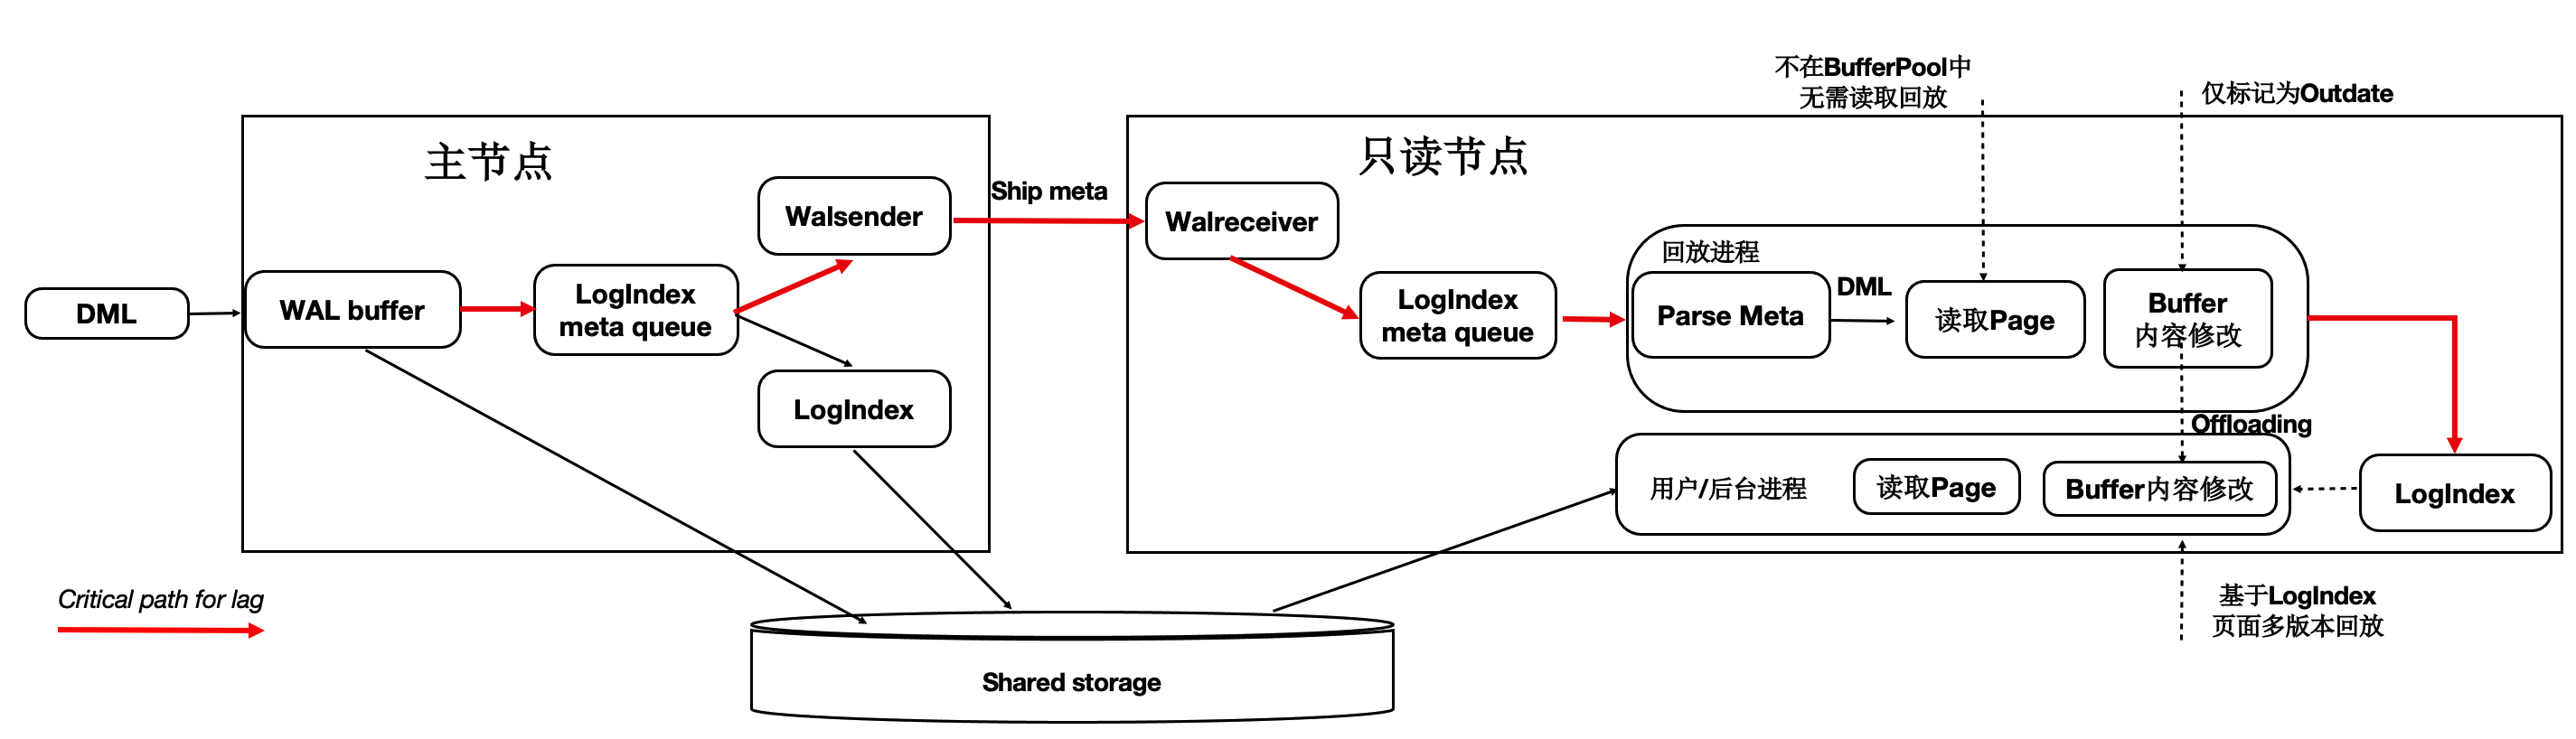 不在BufferPool中
无需读取回放
仅标记为Outdate
主节点
只读节点
Walsender
Ship meta
Walreceiver
回放进程
DML
WAL buffer
LogIndex
meta queue
LogIndex
meta queue
Parse Meta
DML
读取Page
Buffer
内容修改
LogIndex
Offloading
用户/后台进程
读取Page
Buffer内容修改
LogIndex
Critical path for lag
基于LogIndex
页面多版本回放
Shared storage